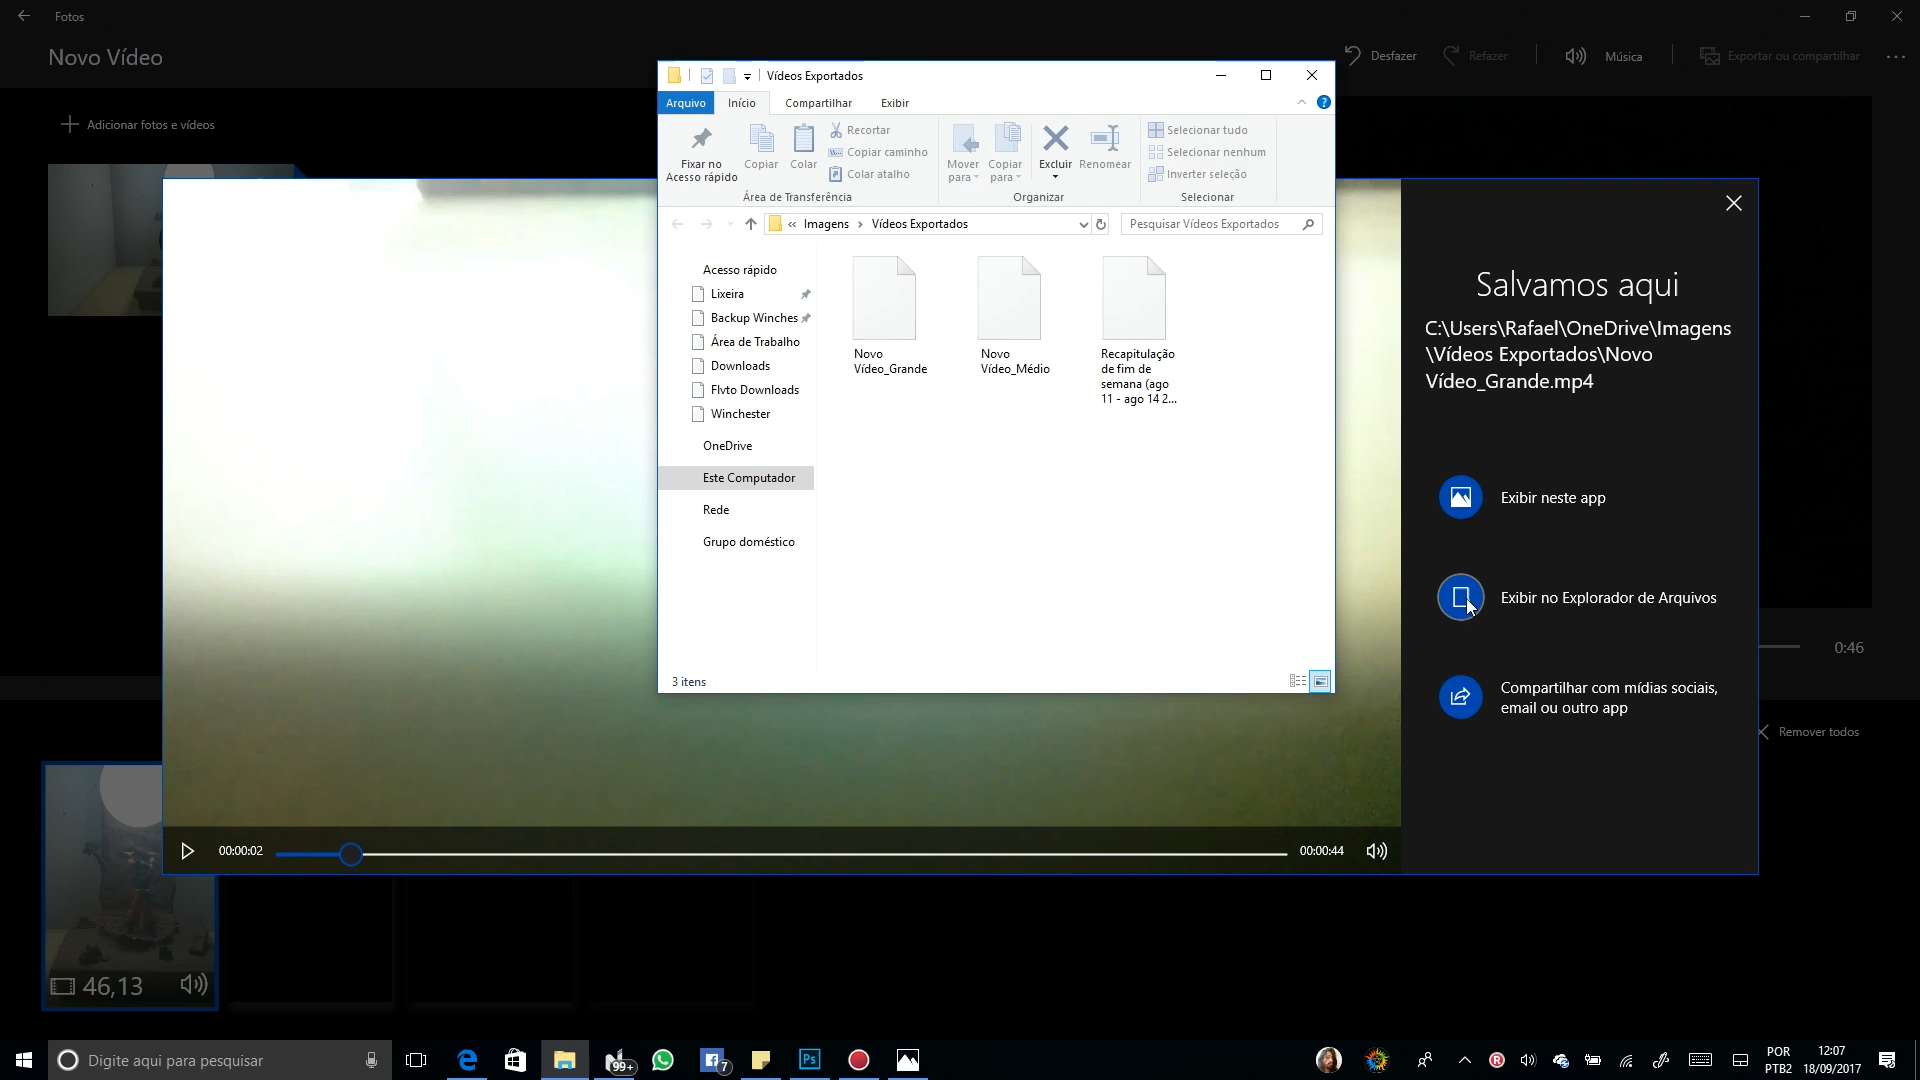 Fotos
Novo Vídeo
Desfazer
Refazer
Música
Exportar ou compartilhar
Adicionar fotos e vídeos
Vídeos Exportados
Arquivo
Início
Compartilhar
Exibir
Fixar no
Acesso rápido
Copiar
Colar
Recortar
Copiar caminho
Colar atalho
Área de Transferência
Mover
para
Copiar
para
Excluir
Renomear
Organizar
Selecionar tudo
Selecionar nenhum
Inverter seleção
Selecionar
« Imagens › Vídeos Exportados
Pesquisar Vídeos Exportados
Acesso rápido
Lixeira
Backup Winches
Área de Trabalho
Downloads
Flvto Downloads
Winchester
OneDrive
Este Computador
Rede
Grupo doméstico
Novo
Vídeo_Grande
Novo
Vídeo_Médio
Recapitulação
de fim de
semana (ago
11 - ago 14 2...
3 itens
Salvamos aqui
C:\Users\Rafael\OneDrive\Imagens
\Vídeos Exportados\Novo
Vídeo_Grande.mp4
Exibir neste app
Exibir no Explorador de Arquivos
Compartilhar com mídias sociais,
email ou outro app
0:46
Remover todos
00:00:02
00:00:44
46,13
Digite aqui para pesquisar
99+
7
Ps
R
POR
PTB2
12:07
18/09/2017